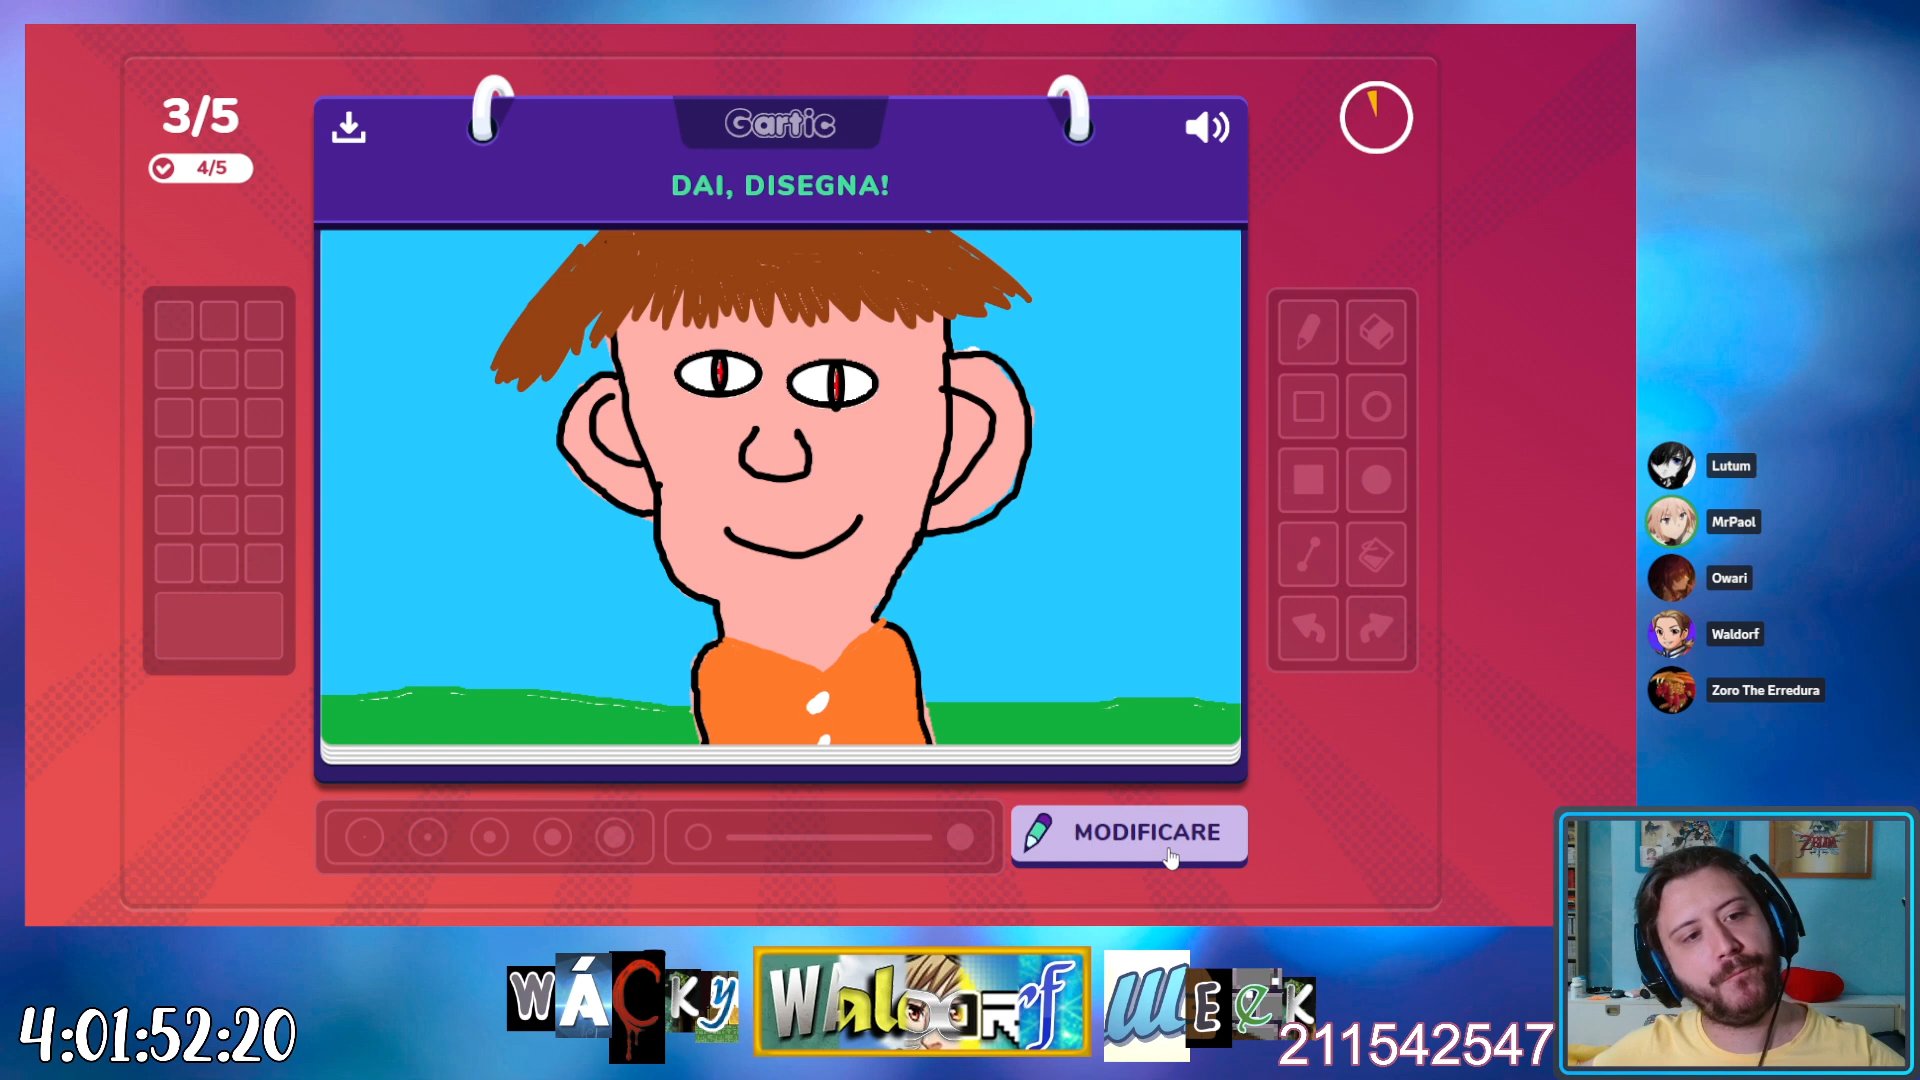 3/5
4/5
Gartic
DAI, DISEGNA!
Lutum
MrPaol
Owari
Waldorf
Zoro The Erredura
MODIFICARE
WÁCKY
Waldorf
WEEK
ZELDA
4:01:52:20
211542547